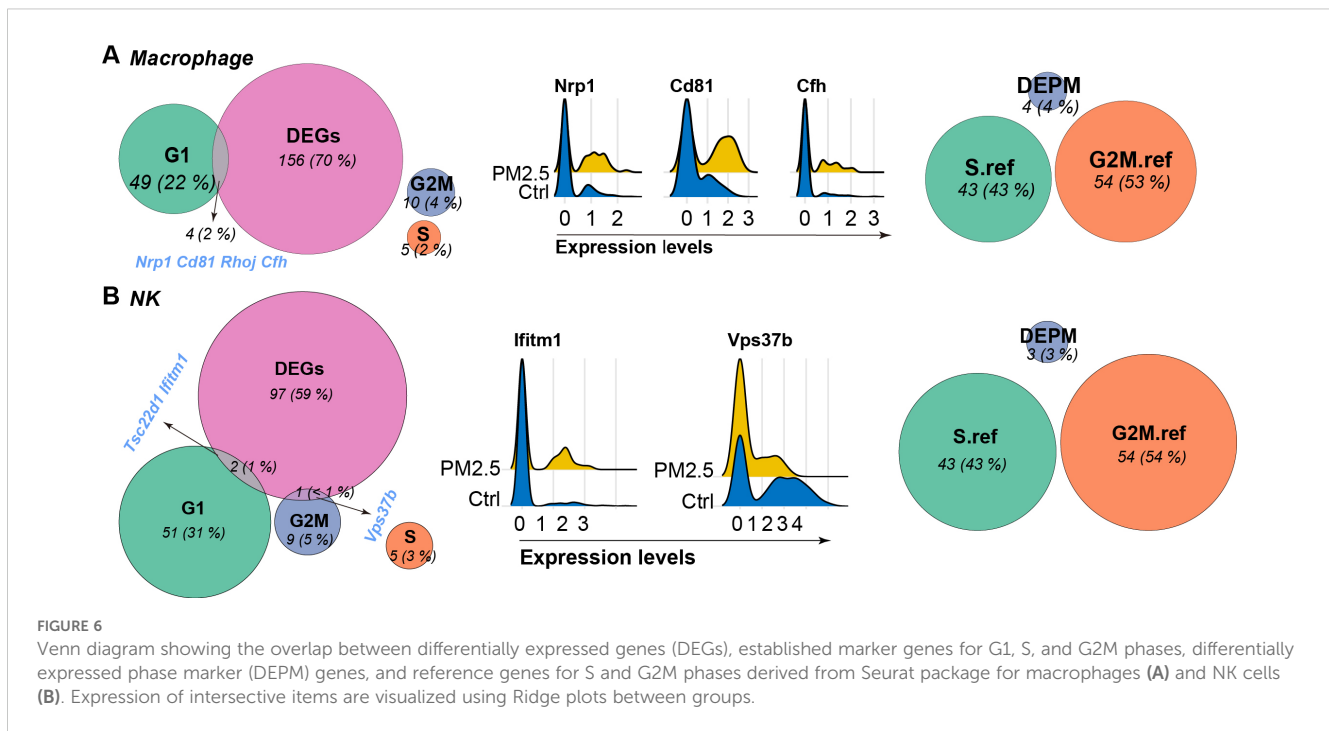 A Macrophage
G1
49 (22 %)
DEGs
156 (70 %)
G2M
10 (4 %)
S
5 (2 %)
4 (2 %)
Nrp1 Cd81 Rhoj Cfh
Nrp1
Cd81
Cfh
PM2.5
Ctrl
0 1 2
0 1 2 3
0 1 2 3
Expression levels
DEPM
4 (4 %)
S.ref
43 (43 %)
G2M.ref
54 (53 %)
B NK
DEGs
97 (59 %)
Tsc22d1 Ifitm1
2 (1 %)
1 (< 1 %)
G1
51 (31 %)
G2M
9 (5 %)
Vps37b
S
5 (3 %)
Ifitm1
Vps37b
PM2.5
Ctrl
0 1 2 3
PM2.5
Ctrl
0 1 2 3 4
Expression levels
DEPM
3 (3 %)
S.ref
43 (43 %)
G2M.ref
54 (54 %)
FIGURE 6
Venn diagram showing the overlap between differentially expressed genes (DEGs), established marker genes for G1, S, and G2M phases, differentially
expressed phase marker (DEPM) genes, and reference genes for S and G2M phases derived from Seurat package for macrophages (A) and NK cells
(B). Expression of intersective items are visualized using Ridge plots between groups.